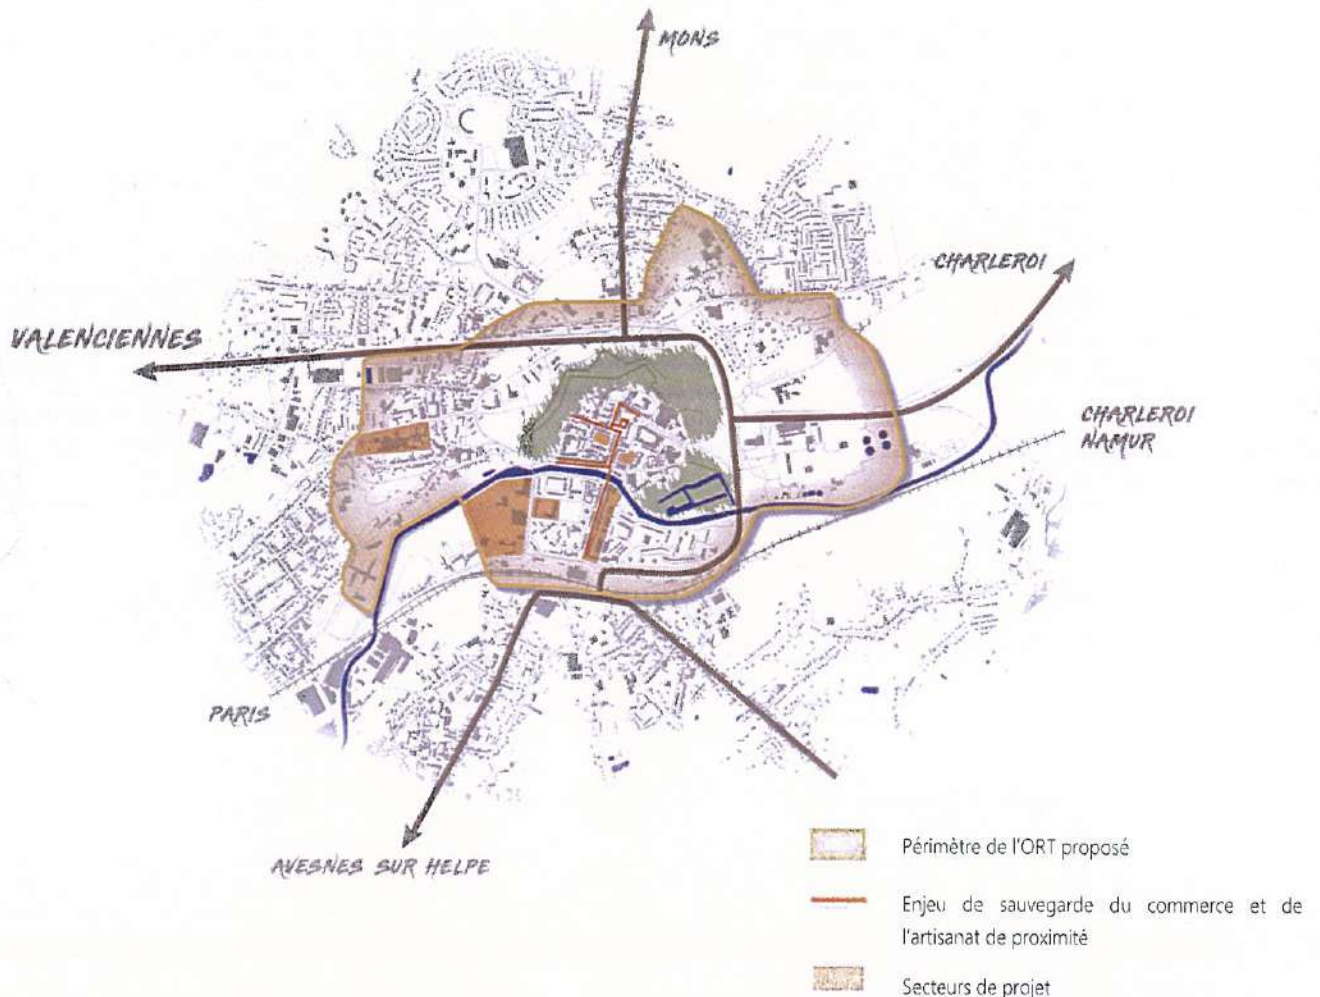 MONS
CHARLEROI
VALENCIENNES
CHARLEROI
NAMUR
PARIS
AVESNES SUR HELPE
Périmètre de l'ORT proposé
Enjeu de sauvegarde du commerce et de
l'artisanat de proximité
Secteurs de projet